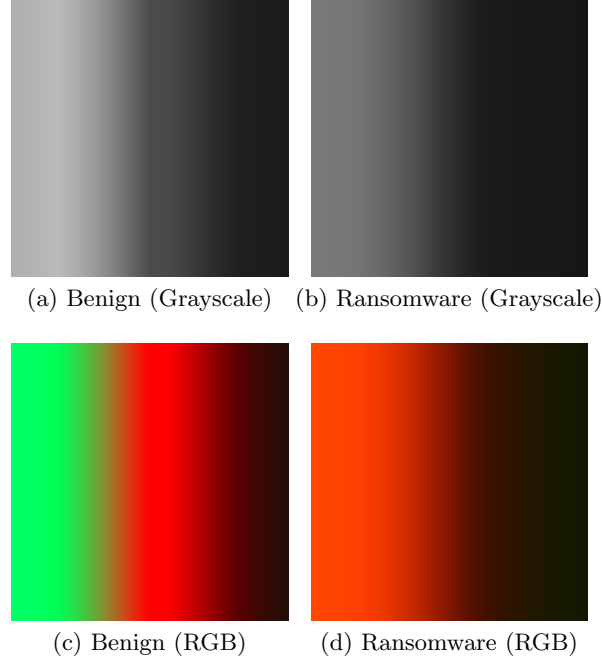 (a) Benign (Grayscale)
(b) Ransomware (Grayscale)
(c) Benign (RGB)
(d) Ransomware (RGB)